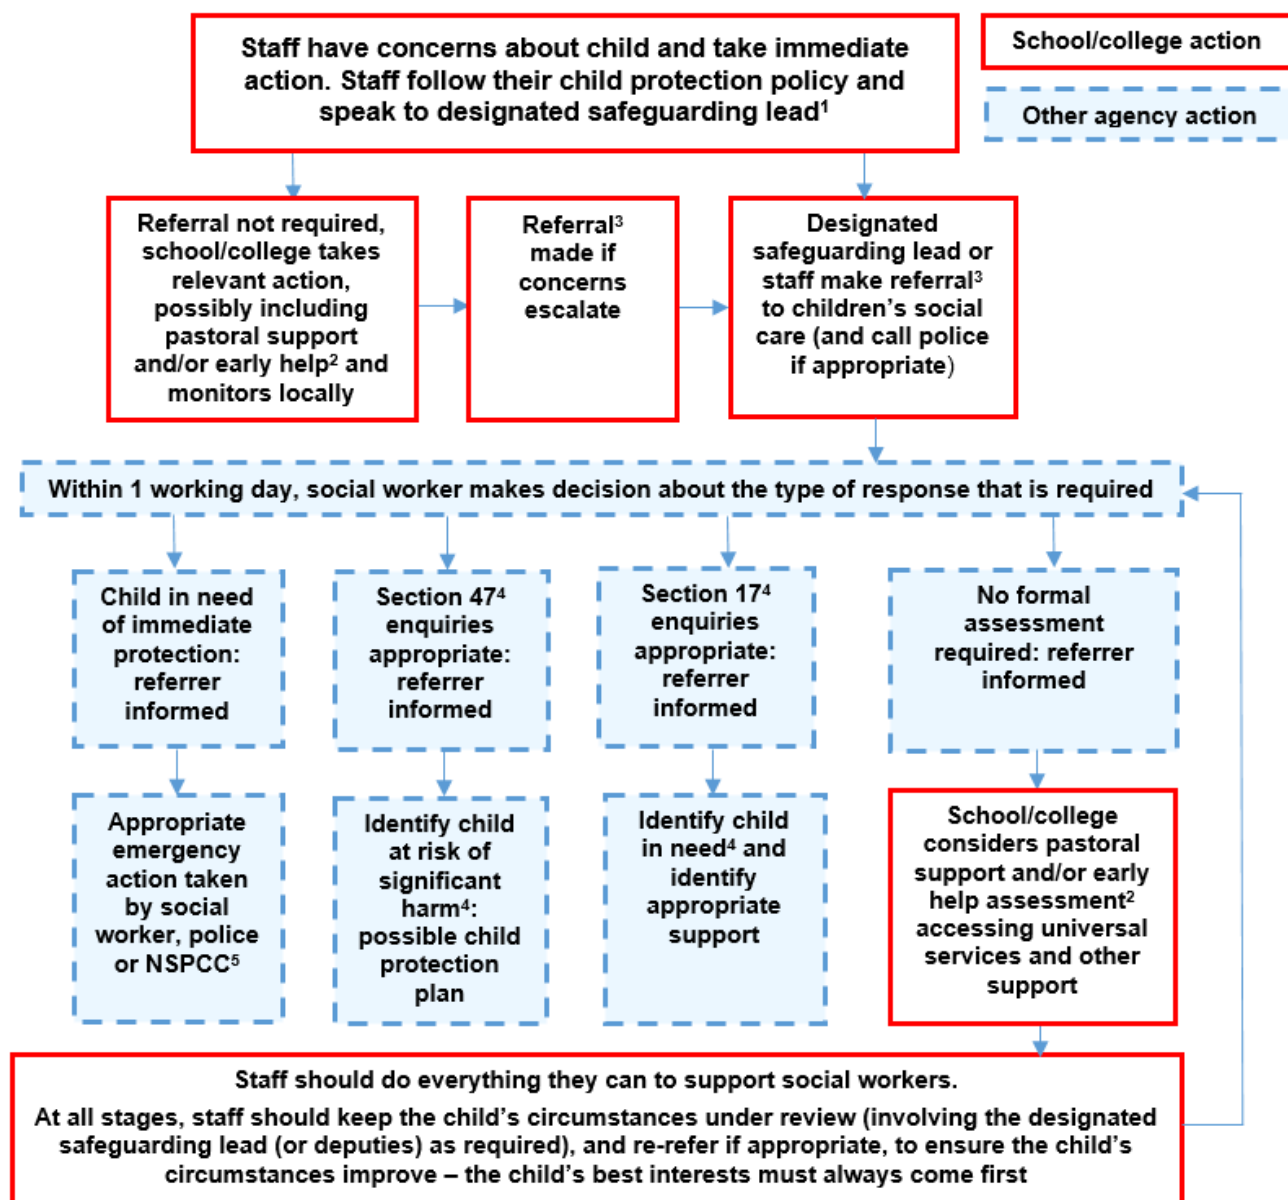 Staff have concerns about child and take immediate
action. Staff follow their child protection policy and
speak to designated safeguarding lead¹
School/college action
Other agency action
Referral not required,
school/college takes
relevant action,
possibly including
pastoral support
and/or early help² and
monitors locally
Referral³
made if
concerns
escalate
Designated
safeguarding lead or
staff make referral³
to children’s social
care (and call police
if appropriate)
Within 1 working day, social worker makes decision about the type of response that is required
Child in need
of immediate
protection:
referrer
informed
Section 47⁴
enquiries
appropriate:
referrer
informed
Section 17⁴
enquiries
appropriate:
referrer
informed
No formal
assessment
required: referrer
informed
Appropriate
emergency
action taken
by social
worker, police
or NSPCC⁵
Identify child
at risk of
significant
harm⁴:
possible child
protection
plan
Identify child
in need⁴ and
identify
appropriate
support
School/college
considers pastoral
support and/or early
help assessment²
accessing universal
services and other
support
Staff should do everything they can to support social workers.
At all stages, staff should keep the child’s circumstances under review (involving the designated
safeguarding lead (or deputies) as required), and re-refer if appropriate, to ensure the child’s
circumstances improve – the child’s best interests must always come first